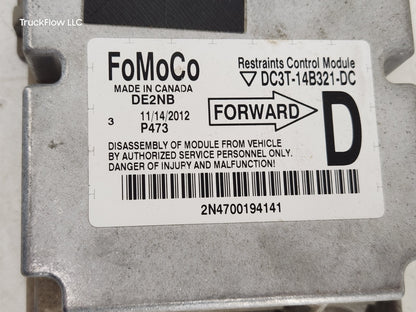 TruckFlow LLC
FoMoCo
MADE IN CANADA
DE2NB
3 11/14/2012
P473
Restraints Control Module
DC3T-14B321-DC
FORWARD
D
DISASSEMBLY OF MODULE FROM VEHICLE
BY AUTHORIZED SERVICE PERSONNEL ONLY.
DANGER OF INJURY AND MALFUNCTION!
2N4700194141